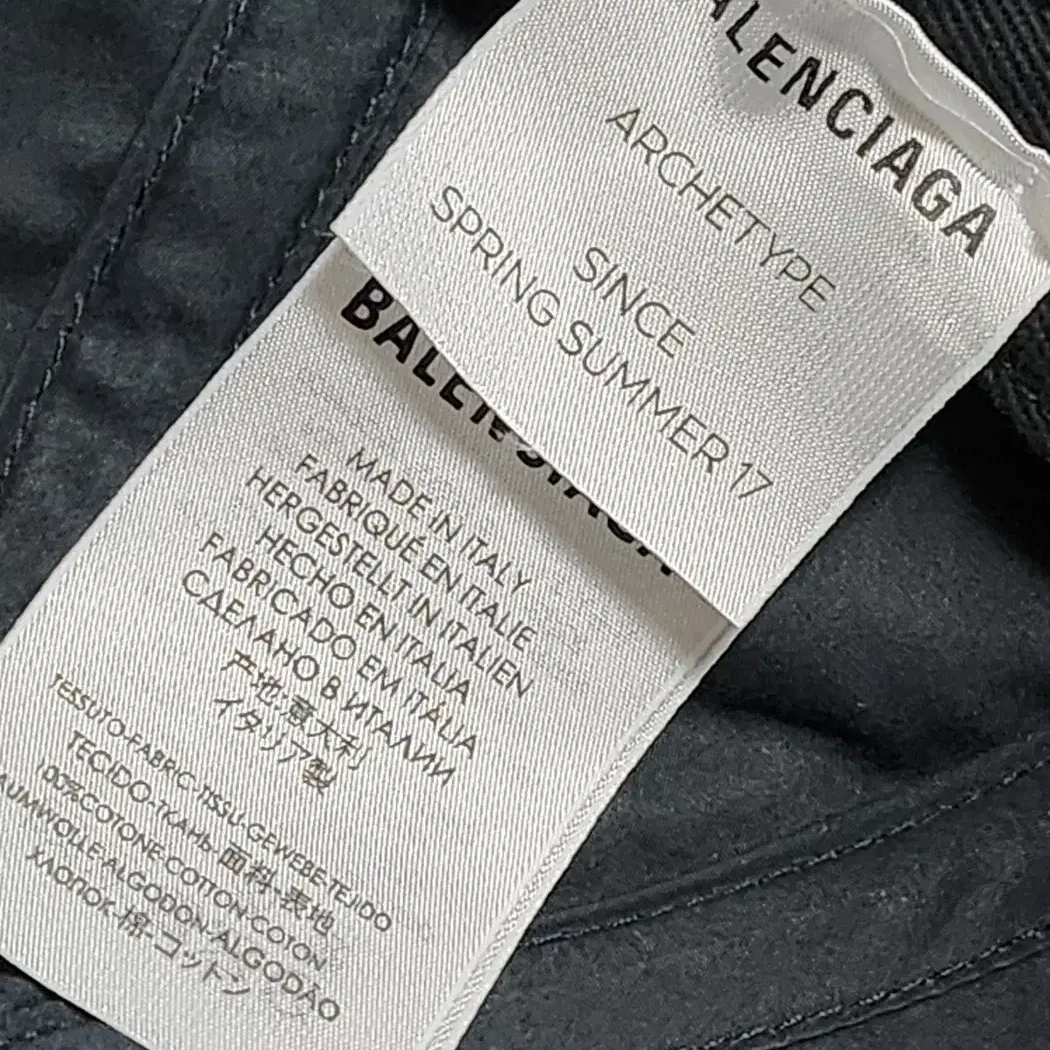 BALENCIAGA
ARCHETYPE
SINCE
SPRING SUMMER 17
BALENCIAGA
MADE IN ITALY
FABRIQUÉ EN ITALIE
HERGESTELLT IN ITALIEN
HECHO EN ITALIA
FABRICADO EM ITÁLIA
СДЕЛАНО В ИТАЛИИ
产地:意大利
イタリア製
TESSUTO-FABRIC-TISSU-GEWEBE-TEJIDO
TECIDO-ТКАНЬ-面料-表地
100%COTONE-COTTON-COTON
AUMWOLLE-ALGODON-ALGODÃO
ХЛОПОК-棉-コットン